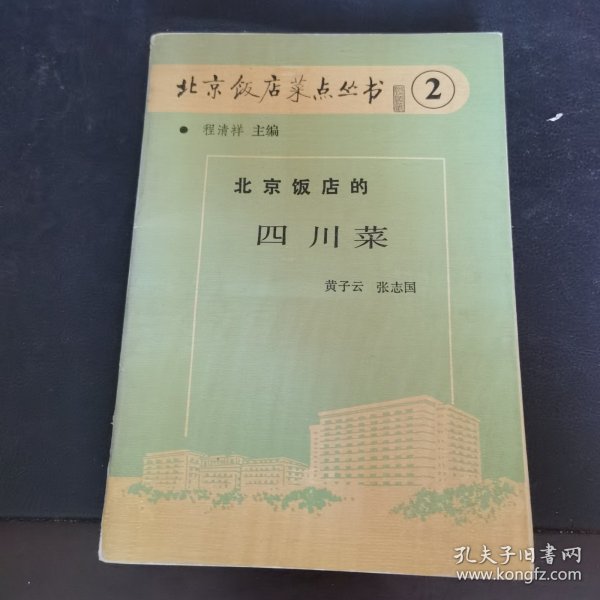 北京饭店菜点丛书 2
• 程清祥 主编
北京饭店的
四川菜
黄子云 张志国
孔夫子旧书网
www.kongfz.com